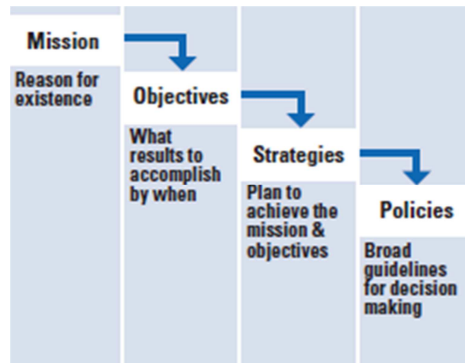 Mission
Reason for
existence
Objectives
What
results to
accomplish
by when
Strategies
Plan to
achieve the
mission &
objectives
Policies
Broad
guidelines
for decision
making